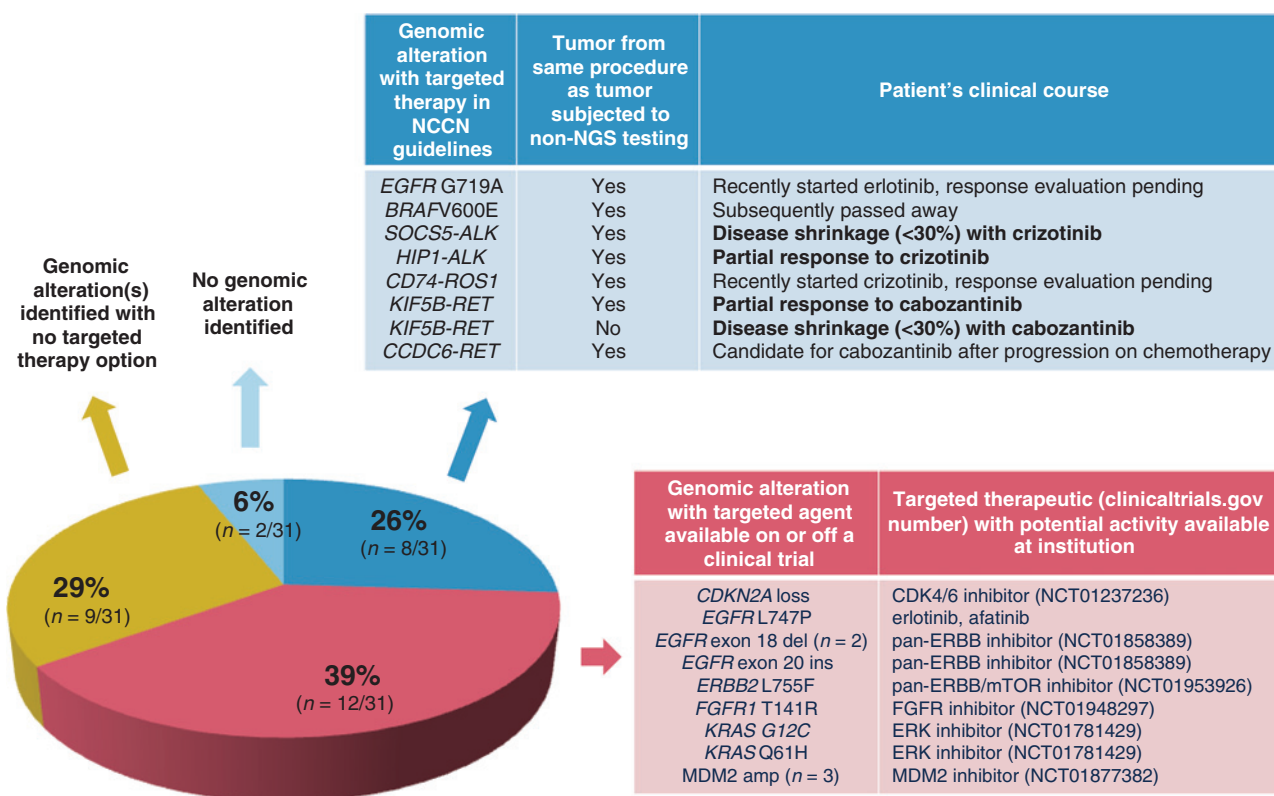 Genomic
alteration
with targeted
therapy in
NCCN
guidelines
Tumor from
same procedure
as tumor
subjected to
non-NGS testing
Patient's clinical course
EGFR G719A Yes Recently started erlotinib, response evaluation pending
BRAFV600E Yes Subsequently passed away
SOCS5-ALK Yes Disease shrinkage (<30%) with crizotinib
HIP1-ALK Yes Partial response to crizotinib
CD74-ROS1 Yes Recently started crizotinib, response evaluation pending
KIF5B-RET Yes Partial response to cabozantinib
KIF5B-RET No Disease shrinkage (<30%) with cabozantinib
CCDC6-RET Yes Candidate for cabozantinib after progression on chemotherapy
Genomic
alteration(s)
identified with
no targeted
therapy option
No genomic
alteration
identified
6%
(n = 2/31)
26%
(n = 8/31)
29%
(n = 9/31)
39%
(n = 12/31)
Genomic alteration
with targeted agent
available on or off a
clinical trial
Targeted therapeutic (clinicaltrials.gov
number) with potential activity available
at institution
CDKN2A loss CDK4/6 inhibitor (NCT01237236)
EGFR L747P erlotinib, afatinib
EGFR exon 18 del (n = 2) pan-ERBB inhibitor (NCT01858389)
EGFR exon 20 ins pan-ERBB inhibitor (NCT01858389)
ERBB2 L755F pan-ERBB/mTOR inhibitor (NCT01953926)
FGFR1 T141R FGFR inhibitor (NCT01948297)
KRAS G12C ERK inhibitor (NCT01781429)
KRAS Q61H ERK inhibitor (NCT01781429)
MDM2 amp (n = 3) MDM2 inhibitor (NCT01877382)